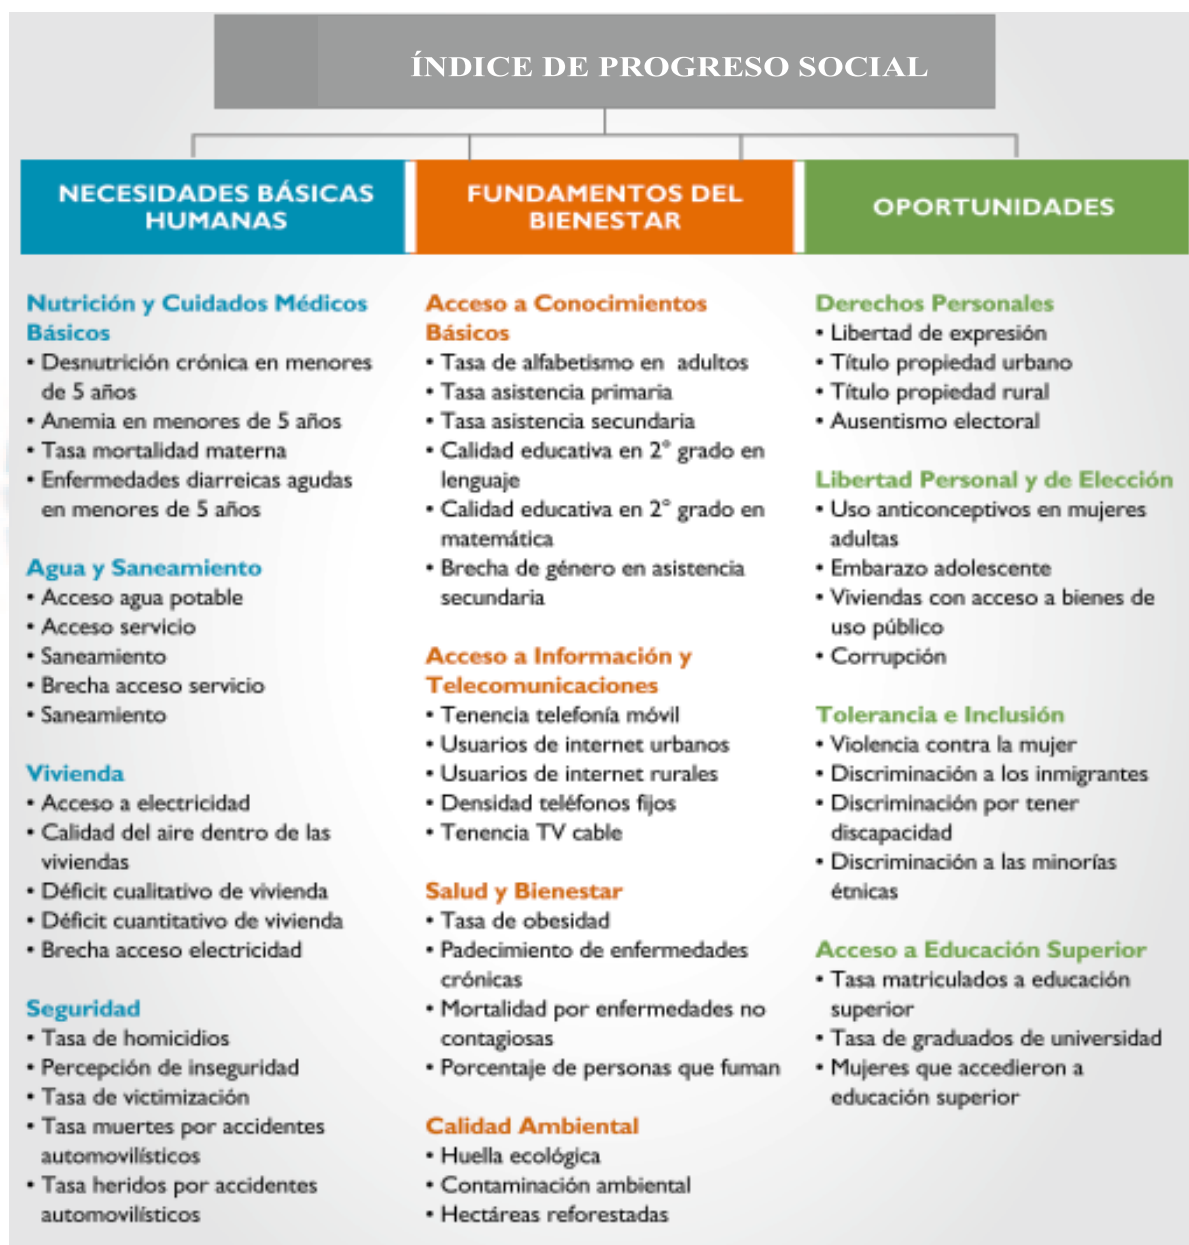 ÍNDICE DE PROGRESO SOCIAL
NECESIDADES BÁSICAS
HUMANAS
Nutrición y Cuidados Médicos
Básicos
• Desnutrición crónica en menores
de 5 años
• Anemia en menores de 5 años
• Tasa mortalidad materna
• Enfermedades diarreicas agudas
en menores de 5 años
Agua y Saneamiento
• Acceso agua potable
• Acceso servicio
• Saneamiento
• Brecha acceso servicio
• Saneamiento
Vivienda
• Acceso a electricidad
• Calidad del aire dentro de las
viviendas
• Déficit cualitativo de vivienda
• Déficit cuantitativo de vivienda
• Brecha acceso electricidad
Seguridad
• Tasa de homicidios
• Percepción de inseguridad
• Tasa de victimización
• Tasa muertes por accidentes
automovilísticos
• Tasa heridos por accidentes
automovilísticos
FUNDAMENTOS DEL
BIENESTAR
Acceso a Conocimientos
Básicos
• Tasa de alfabetismo en adultos
• Tasa asistencia primaria
• Tasa asistencia secundaria
• Calidad educativa en 2° grado en
lenguaje
• Calidad educativa en 2° grado en
matemática
• Brecha de género en asistencia
secundaria
Acceso a Información y
Telecomunicaciones
• Tenencia telefonía móvil
• Usuarios de internet urbanos
• Usuarios de internet rurales
• Densidad teléfonos fijos
• Tenencia TV cable
Salud y Bienestar
• Tasa de obesidad
• Padecimiento de enfermedades
crónicas
• Mortalidad por enfermedades no
contagiosas
• Porcentaje de personas que fuman
Calidad Ambiental
• Huella ecológica
• Contaminación ambiental
• Hectáreas reforestadas
OPORTUNIDADES
Derechos Personales
• Libertad de expresión
• Título propiedad urbano
• Título propiedad rural
• Ausentismo electoral
Libertad Personal y de Elección
• Uso anticonceptivos en mujeres
adultas
• Embarazo adolescente
• Viviendas con acceso a bienes de
uso público
• Corrupción
Tolerancia e Inclusión
• Violencia contra la mujer
• Discriminación a los inmigrantes
• Discriminación por tener
discapacidad
• Discriminación a las minorías
étnicas
Acceso a Educación Superior
• Tasa matriculados a educación
superior
• Tasa de graduados de universidad
• Mujeres que accedieron a
educación superior